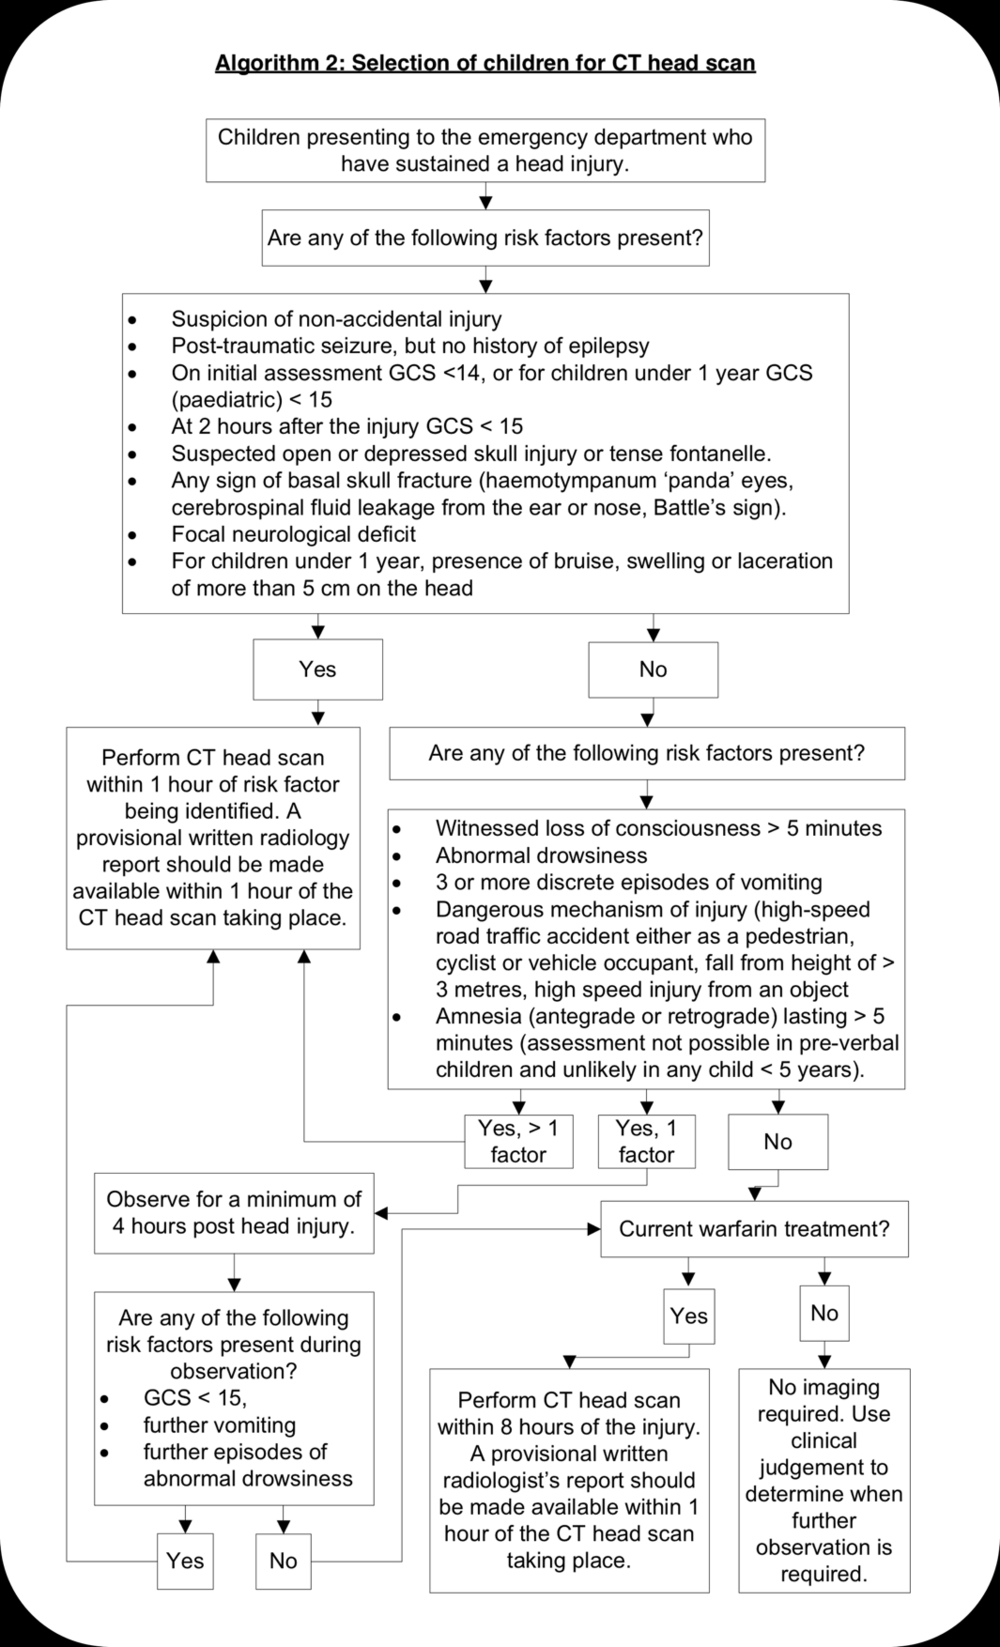 Algorithm 2: Selection of children for CT head scan
Children presenting to the emergency department who
have sustained a head injury.
Are any of the following risk factors present?
• Suspicion of non-accidental injury
• Post-traumatic seizure, but no history of epilepsy
• On initial assessment GCS <14, or for children under 1 year GCS
(paediatric) < 15
• At 2 hours after the injury GCS < 15
• Suspected open or depressed skull injury or tense fontanelle.
• Any sign of basal skull fracture (haemotympanum ‘panda’ eyes,
cerebrospinal fluid leakage from the ear or nose, Battle’s sign).
• Focal neurological deficit
• For children under 1 year, presence of bruise, swelling or laceration
of more than 5 cm on the head
Yes
No
Perform CT head scan
within 1 hour of risk factor
being identified. A
provisional written radiology
report should be made
available within 1 hour of the
CT head scan taking place.
Are any of the following risk factors present?
• Witnessed loss of consciousness > 5 minutes
• Abnormal drowsiness
• 3 or more discrete episodes of vomiting
• Dangerous mechanism of injury (high-speed
road traffic accident either as a pedestrian,
cyclist or vehicle occupant, fall from height of >
3 metres, high speed injury from an object
• Amnesia (antegrade or retrograde) lasting > 5
minutes (assessment not possible in pre-verbal
children and unlikely in any child < 5 years).
Yes, > 1
factor
Yes, 1
factor
No
Observe for a minimum of
4 hours post head injury.
Current warfarin treatment?
Are any of the following
risk factors present during
observation?
• GCS < 15,
• further vomiting
• further episodes of
abnormal drowsiness
Yes
No
Yes
No
Perform CT head scan
within 8 hours of the injury.
A provisional written
radiologist’s report should
be made available within 1
hour of the CT head scan
taking place.
No imaging
required. Use
clinical
judgement to
determine when
further
observation is
required.